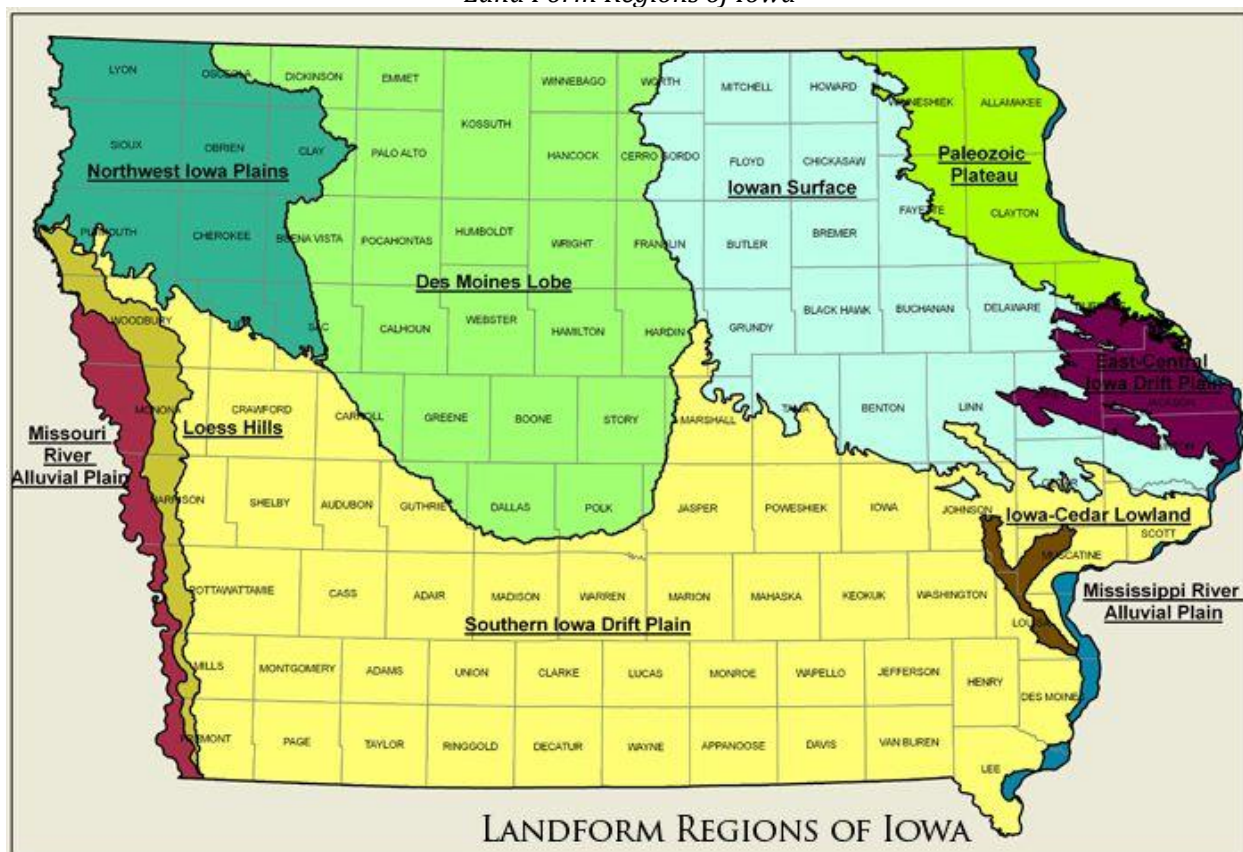 Land Form Regions of Iowa
LYON
OSCEOLA
DICKINSON
EMMET
WINNEBAGO
WORTH
MITCHELL
HOWARD
WINNESHIEK
ALLAMAKEE
KOSSUTH
SIOUX
OBRIEN
CLAY
PALO ALTO
HANCOCK
CERRO GORDO
FLOYD
CHICKASAW
Northwest Iowa Plains
Iowan Surface
Paleozoic
Plateau
FAYETTE
CLAYTON
PLYMOUTH
CHEROKEE
BUENA VISTA
POCAHONTAS
HUMBOLDT
WRIGHT
FRANKLIN
BUTLER
BREMER
Des Moines Lobe
WOODBURY
SAC
CALHOUN
WEBSTER
HAMILTON
HARDIN
GRUNDY
BLACK HAWK
BUCHANAN
DELAWARE
East-Central
Iowa Drift Plain
JACKSON
MONONA
CRAWFORD
CARROLL
GREENE
BOONE
STORY
MARSHALL
TAMA
BENTON
LINN
Loess Hills
Missouri
River
Alluvial Plain
HARRISON
SHELBY
AUDUBON
GUTHRIE
DALLAS
POLK
JASPER
POWESHIEK
IOWA
JOHNSON
CEDAR
Iowa-Cedar Lowland
SCOTT
MUSCATINE
POTTAWATTAMIE
CASS
ADAIR
MADISON
WARREN
MARION
MAHASKA
KEOKUK
WASHINGTON
LOUISA
Mississippi River
Alluvial Plain
Southern Iowa Drift Plain
MILLS
MONTGOMERY
ADAMS
UNION
CLARKE
LUCAS
MONROE
WAPELLO
JEFFERSON
HENRY
DES MOINES
FREMONT
PAGE
TAYLOR
RINGGOLD
DECATUR
WAYNE
APPANOOSE
DAVIS
VAN BUREN
LEE
LANDFORM REGIONS OF IOWA